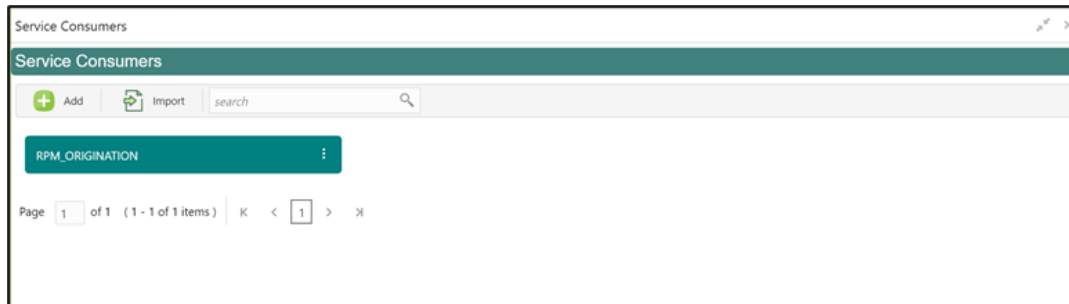 Service Consumers
Service Consumers
Add Import search
RPM_ORIGINATION
Page 1 of 1 ( 1 - 1 of 1 items ) 1